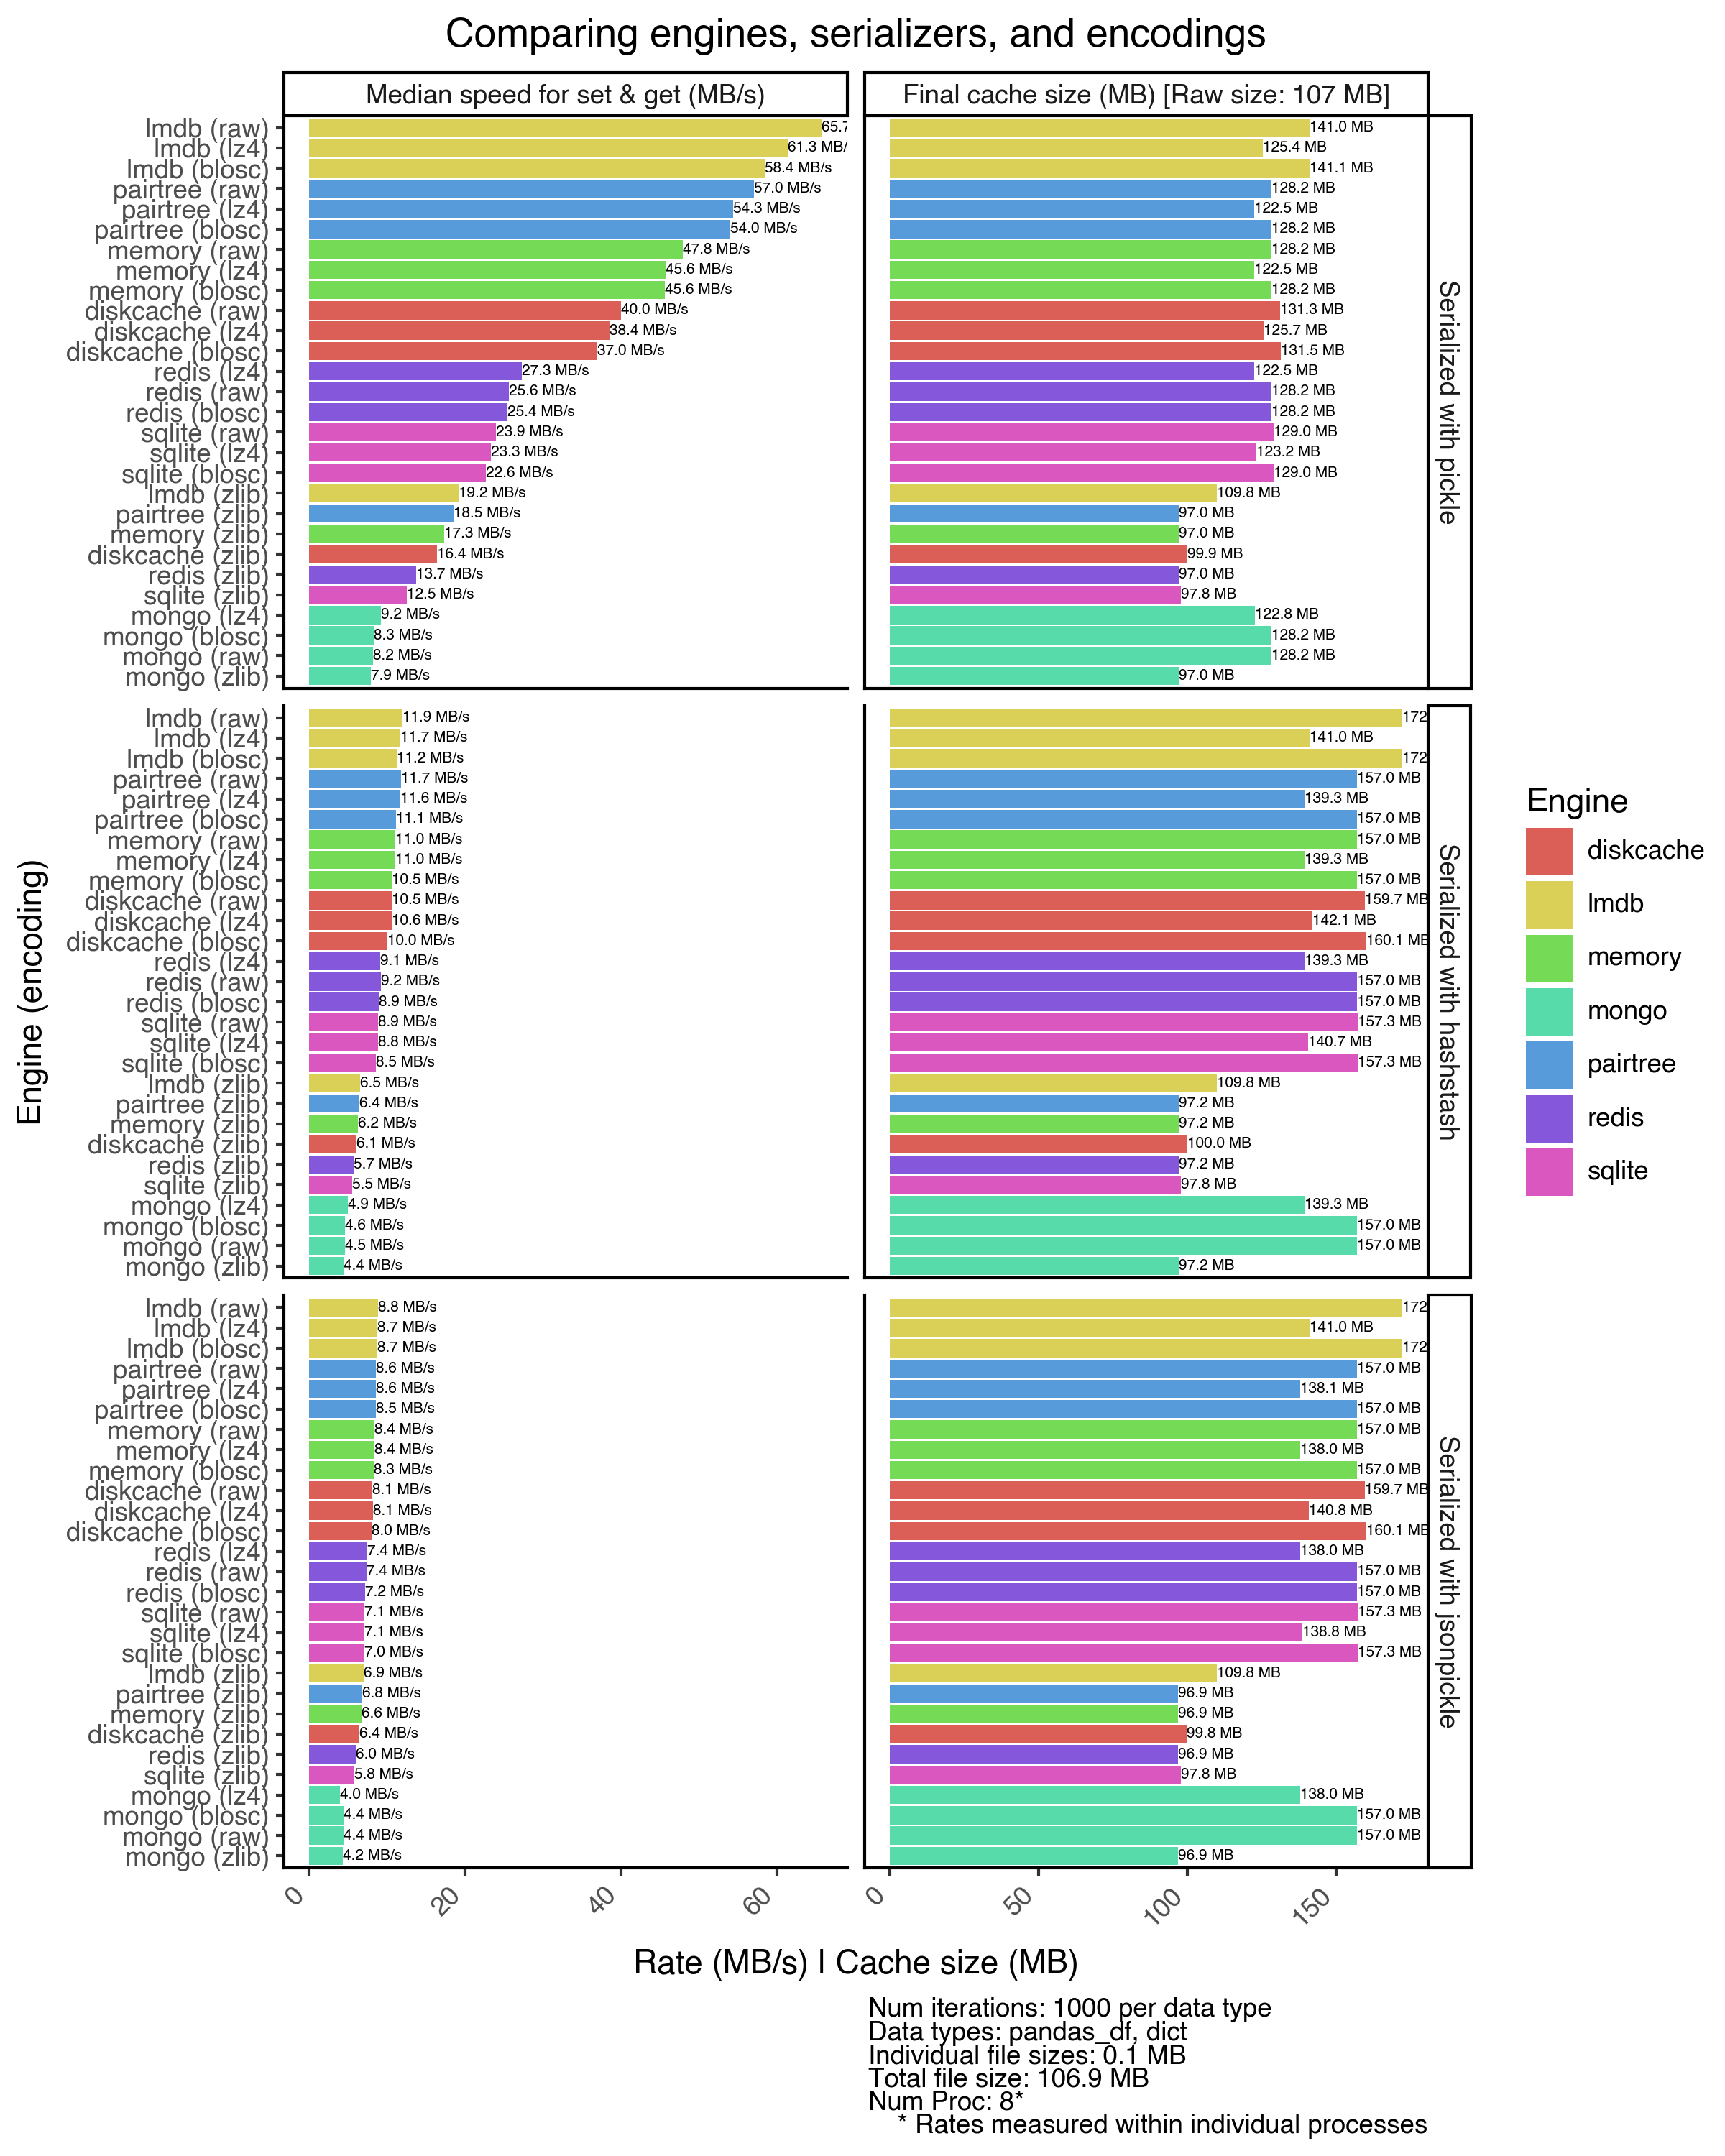 Comparing engines, serializers, and encodings
Median speed for set & get (MB/s)
Final cache size (MB) [Raw size: 107 MB]
Engine (encoding)
Serialized with pickle
lmdb (raw) 65.7 141.0 MB
lmdb (lz4) 61.3 MB/ 125.4 MB
lmdb (blosc) 58.4 MB/s 141.1 MB
pairtree (raw) 57.0 MB/s 128.2 MB
pairtree (lz4) 54.3 MB/s 122.5 MB
pairtree (blosc) 54.0 MB/s 128.2 MB
memory (raw) 47.8 MB/s 128.2 MB
memory (lz4) 45.6 MB/s 122.5 MB
memory (blosc) 45.6 MB/s 128.2 MB
diskcache (raw) 40.0 MB/s 131.3 MB
diskcache (lz4) 38.4 MB/s 125.7 MB
diskcache (blosc) 37.0 MB/s 131.5 MB
redis (lz4) 27.3 MB/s 122.5 MB
redis (raw) 25.6 MB/s 128.2 MB
redis (blosc) 25.4 MB/s 128.2 MB
sqlite (raw) 23.9 MB/s 129.0 MB
sqlite (lz4) 23.3 MB/s 123.2 MB
sqlite (blosc) 22.6 MB/s 129.0 MB
lmdb (zlib) 19.2 MB/s 109.8 MB
pairtree (zlib) 18.5 MB/s 97.0 MB
memory (zlib) 17.3 MB/s 97.0 MB
diskcache (zlib) 16.4 MB/s 99.9 MB
redis (zlib) 13.7 MB/s 97.0 MB
sqlite (zlib) 12.5 MB/s 97.8 MB
mongo (lz4) 9.2 MB/s 122.8 MB
mongo (blosc) 8.3 MB/s 128.2 MB
mongo (raw) 8.2 MB/s 128.2 MB
mongo (zlib) 7.9 MB/s 97.0 MB
Serialized with hashstash
lmdb (raw) 11.9 MB/s 172
lmdb (lz4) 11.7 MB/s 141.0 MB
lmdb (blosc) 11.2 MB/s 172
pairtree (raw) 11.7 MB/s 157.0 MB
pairtree (lz4) 11.6 MB/s 139.3 MB
pairtree (blosc) 11.1 MB/s 157.0 MB
memory (raw) 11.0 MB/s 157.0 MB
memory (lz4) 11.0 MB/s 139.3 MB
memory (blosc) 10.5 MB/s 157.0 MB
diskcache (raw) 10.5 MB/s 159.7 MB
diskcache (lz4) 10.6 MB/s 142.1 MB
diskcache (blosc) 10.0 MB/s 160.1 MB
redis (lz4) 9.1 MB/s 139.3 MB
redis (raw) 9.2 MB/s 157.0 MB
redis (blosc) 8.9 MB/s 157.0 MB
sqlite (raw) 8.9 MB/s 157.3 MB
sqlite (lz4) 8.8 MB/s 140.7 MB
sqlite (blosc) 8.5 MB/s 157.3 MB
lmdb (zlib) 6.5 MB/s 109.8 MB
pairtree (zlib) 6.4 MB/s 97.2 MB
memory (zlib) 6.2 MB/s 97.2 MB
diskcache (zlib) 6.1 MB/s 100.0 MB
redis (zlib) 5.7 MB/s 97.2 MB
sqlite (zlib) 5.5 MB/s 97.8 MB
mongo (lz4) 4.9 MB/s 139.3 MB
mongo (blosc) 4.6 MB/s 157.0 MB
mongo (raw) 4.5 MB/s 157.0 MB
mongo (zlib) 4.4 MB/s 97.2 MB
Serialized with jsonpickle
lmdb (raw) 8.8 MB/s 172
lmdb (lz4) 8.7 MB/s 141.0 MB
lmdb (blosc) 8.7 MB/s 172
pairtree (raw) 8.6 MB/s 157.0 MB
pairtree (lz4) 8.6 MB/s 138.1 MB
pairtree (blosc) 8.5 MB/s 157.0 MB
memory (raw) 8.4 MB/s 157.0 MB
memory (lz4) 8.4 MB/s 138.0 MB
memory (blosc) 8.3 MB/s 157.0 MB
diskcache (raw) 8.1 MB/s 159.7 MB
diskcache (lz4) 8.1 MB/s 140.8 MB
diskcache (blosc) 8.0 MB/s 160.1 MB
redis (lz4) 7.4 MB/s 138.0 MB
redis (raw) 7.4 MB/s 157.0 MB
redis (blosc) 7.2 MB/s 157.0 MB
sqlite (raw) 7.1 MB/s 157.3 MB
sqlite (lz4) 7.1 MB/s 138.8 MB
sqlite (blosc) 7.0 MB/s 157.3 MB
lmdb (zlib) 6.9 MB/s 109.8 MB
pairtree (zlib) 6.8 MB/s 96.9 MB
memory (zlib) 6.6 MB/s 96.9 MB
diskcache (zlib) 6.4 MB/s 99.8 MB
redis (zlib) 6.0 MB/s 96.9 MB
sqlite (zlib) 5.8 MB/s 97.8 MB
mongo (lz4) 4.0 MB/s 138.0 MB
mongo (blosc) 4.4 MB/s 157.0 MB
mongo (raw) 4.4 MB/s 157.0 MB
mongo (zlib) 4.2 MB/s 96.9 MB
0 20 40 60 0 50 100 150
Rate (MB/s) | Cache size (MB)
Engine
diskcache
lmdb
memory
mongo
pairtree
redis
sqlite
Num iterations: 1000 per data type
Data types: pandas_df, dict
Individual file sizes: 0.1 MB
Total file size: 106.9 MB
Num Proc: 8*
* Rates measured within individual processes